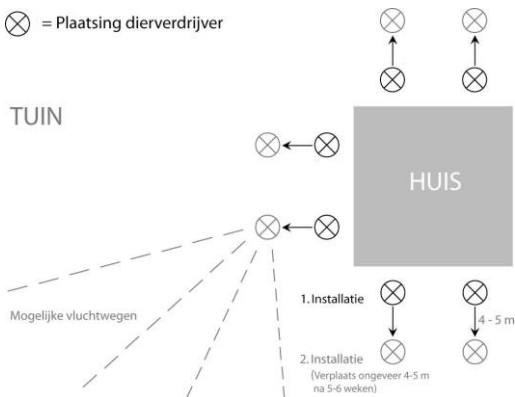 = Plaatsing dierverdrijver
TUIN
HUIS
1. Installatie
4 - 5 m
Mogelijke vluchtwegen
2. Installatie
(Verplaats ongeveer 4-5 m
na 5-6 weken)